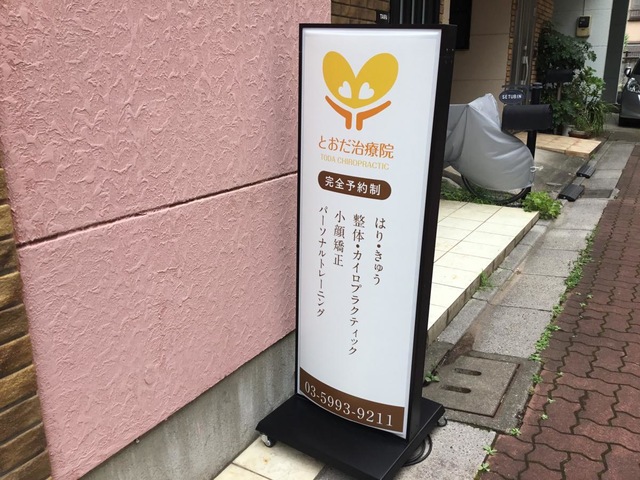 とおだ治療院
TODA CHIROPRACTIC
完全予約制
はり・きゅう
整体・カイロプラクティック
小顔矯正
パーソナルトレーニング
03-5993-9211